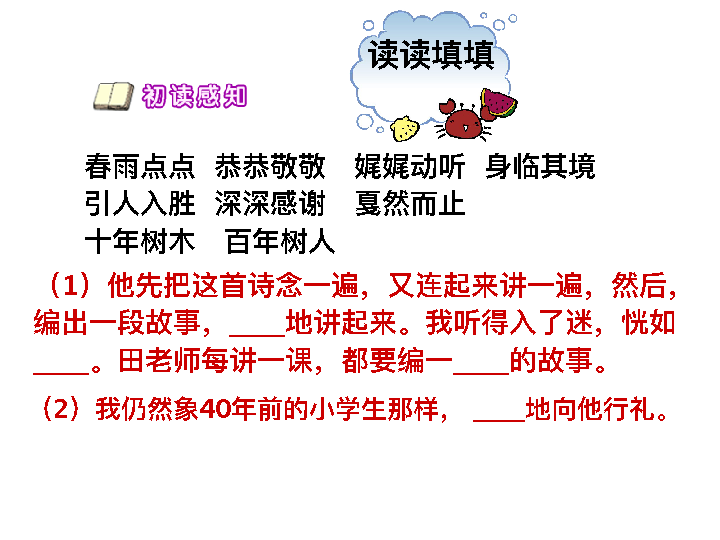 读读填填
初读感知
春雨点点 恭恭敬敬 娓娓动听 身临其境
引人入胜 深深感谢 戛然而止
十年树木 百年树人
（1）他先把这首诗念一遍，又连起来讲一遍，然后，
编出一段故事，____地讲起来。我听得入了迷，恍如
____。田老师每讲一课，都要编一____的故事。
（2）我仍然象40年前的小学生那样， ____地向他行礼。